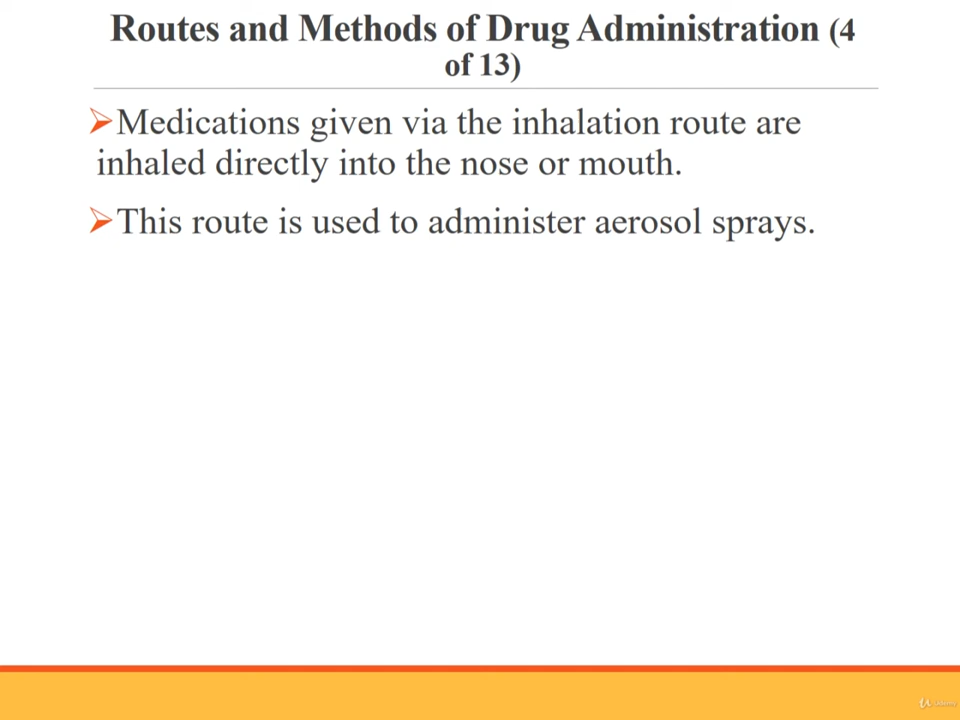 Routes and Methods of Drug Administration (4
of 13)
Medications given via the inhalation route are
inhaled directly into the nose or mouth.
This route is used to administer aerosol sprays.
Udemy